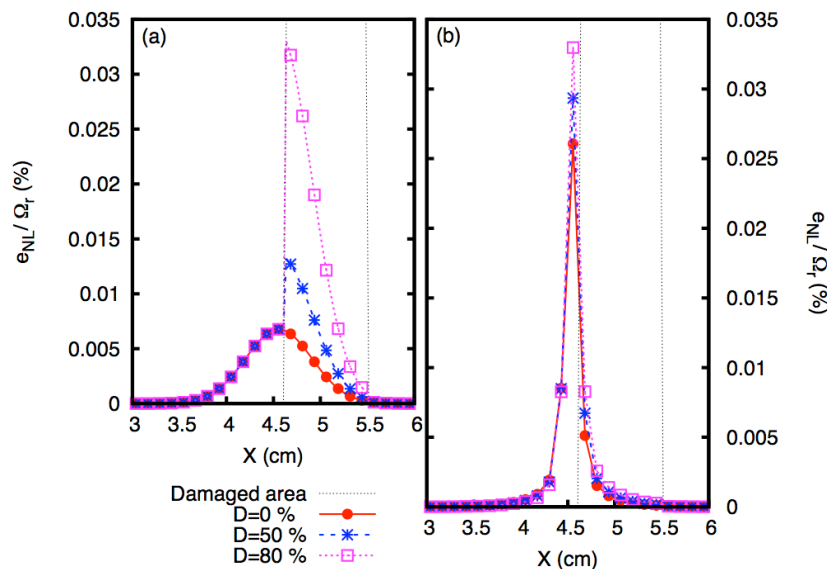 (a)
0.035
0.03
0.025
0.02
0.015
0.01
0.005
0
e_NL / Ω_r (%)
3 3.5 4 4.5 5 5.5 6
X (cm)
(b)
0.035
0.03
0.025
0.02
0.015
0.01
0.005
0
e_NL / Ω_r (%)
3 3.5 4 4.5 5 5.5 6
X (cm)
Damaged area
D=0 %
D=50 %
D=80 %